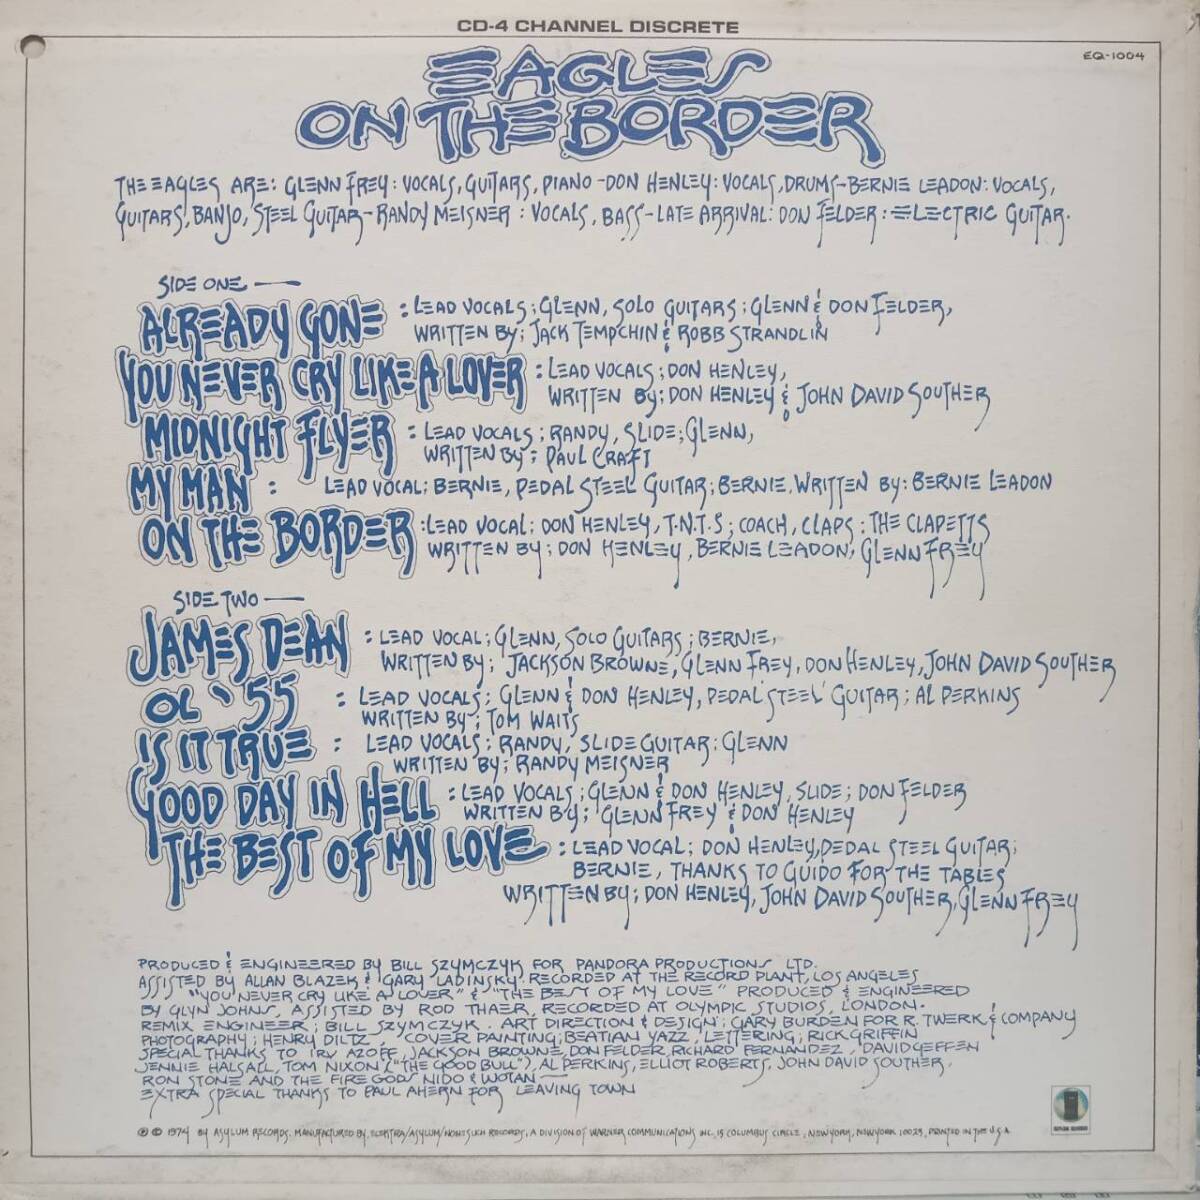 CD-4 CHANNEL DISCRETE
EQ-1004
EAGLES
ON THE BORDER
THE EAGLES ARE: GLENN FREY: VOCALS, GUITARS, PIANO - DON HENLEY: VOCALS, DRUMS - BERNIE LEADON: VOCALS,
GUITARS, BANJO, STEEL GUITAR - RANDY MEISNER: VOCALS, BASS - LATE ARRIVAL: DON FELDER: ELECTRIC GUITAR.
SIDE ONE —
ALREADY GONE : LEAD VOCALS; GLENN, SOLO GUITARS; GLENN & DON FELDER,
WRITTEN BY; JACK TEMPCHIN & ROBB STRANDLIN
YOU NEVER CRY LIKE A LOVER : LEAD VOCALS; DON HENLEY,
WRITTEN BY; DON HENLEY & JOHN DAVID SOUTHER
MIDNIGHT FLYER : LEAD VOCALS; RANDY, SLIDE; GLENN,
WRITTEN BY; PAUL CRAFT
MY MAN : LEAD VOCAL; BERNIE, PEDAL STEEL GUITAR; BERNIE, WRITTEN BY: BERNIE LEADON
ON THE BORDER : LEAD VOCAL: DON HENLEY, T.N.T.S; COACH, CLAPS: THE CLAPETTS
WRITTEN BY; DON HENLEY, BERNIE LEADON, GLENN FREY
SIDE TWO —
JAMES DEAN : LEAD VOCAL; GLENN, SOLO GUITARS; BERNIE,
WRITTEN BY; JACKSON BROWNE, GLENN FREY, DON HENLEY, JOHN DAVID SOUTHER
OL '55 : LEAD VOCALS; GLENN & DON HENLEY, PEDAL STEEL GUITAR; AL PERKINS
WRITTEN BY; TOM WAITS
IS IT TRUE : LEAD VOCALS; RANDY, SLIDE GUITAR: GLENN
WRITTEN BY; RANDY MEISNER
GOOD DAY IN HELL : LEAD VOCALS; GLENN & DON HENLEY, SLIDE; DON FELDER
WRITTEN BY; GLENN FREY & DON HENLEY
THE BEST OF MY LOVE : LEAD VOCAL; DON HENLEY, PEDAL STEEL GUITAR;
BERNIE, THANKS TO GUIDO FOR THE TABLES
WRITTEN BY; DON HENLEY, JOHN DAVID SOUTHER, GLENN FREY
PRODUCED & ENGINEERED BY BILL SZYMCZYK FOR PANDORA PRODUCTIONS LTD.
ASSISTED BY ALLAN BLAZEK & GARY LADINSKY. RECORDED AT THE RECORD PLANT, LOS ANGELES
"YOU NEVER CRY LIKE A LOVER" & "THE BEST OF MY LOVE" PRODUCED & ENGINEERED
BY GLYN JOHNS, ASSISTED BY ROD THAER, RECORDED AT OLYMPIC STUDIOS, LONDON.
REMIX ENGINEER; BILL SZYMCZYK. ART DIRECTION & DESIGN; GARY BURDEN FOR R. TWERK & COMPANY
PHOTOGRAPHY; HENRY DILTZ, COVER PAINTING; BEATIAN YAZZ, LETTERING; RICK GRIFFIN
SPECIAL THANKS TO IRV AZOFF, JACKSON BROWNE, DON FELDER, RICHARD FERNANDEZ, DAVID GEFFEN
JENNIE HALSALL, TOM NIXON ("THE GOOD BULL"), AL PERKINS, ELLIOT ROBERTS, JOHN DAVID SOUTHER,
RON STONE AND THE FIRE GODS NIDO & WOTAN —
EXTRA SPECIAL THANKS TO PAUL AHERN FOR LEAVING TOWN
℗ © 1974 BY ASYLUM RECORDS. MANUFACTURED BY ELEKTRA/ASYLUM/NONESUCH RECORDS, A DIVISION OF WARNER COMMUNICATIONS INC. 15 COLUMBUS CIRCLE, NEW YORK, NEW YORK 10023, PRINTED IN THE U.S.A.